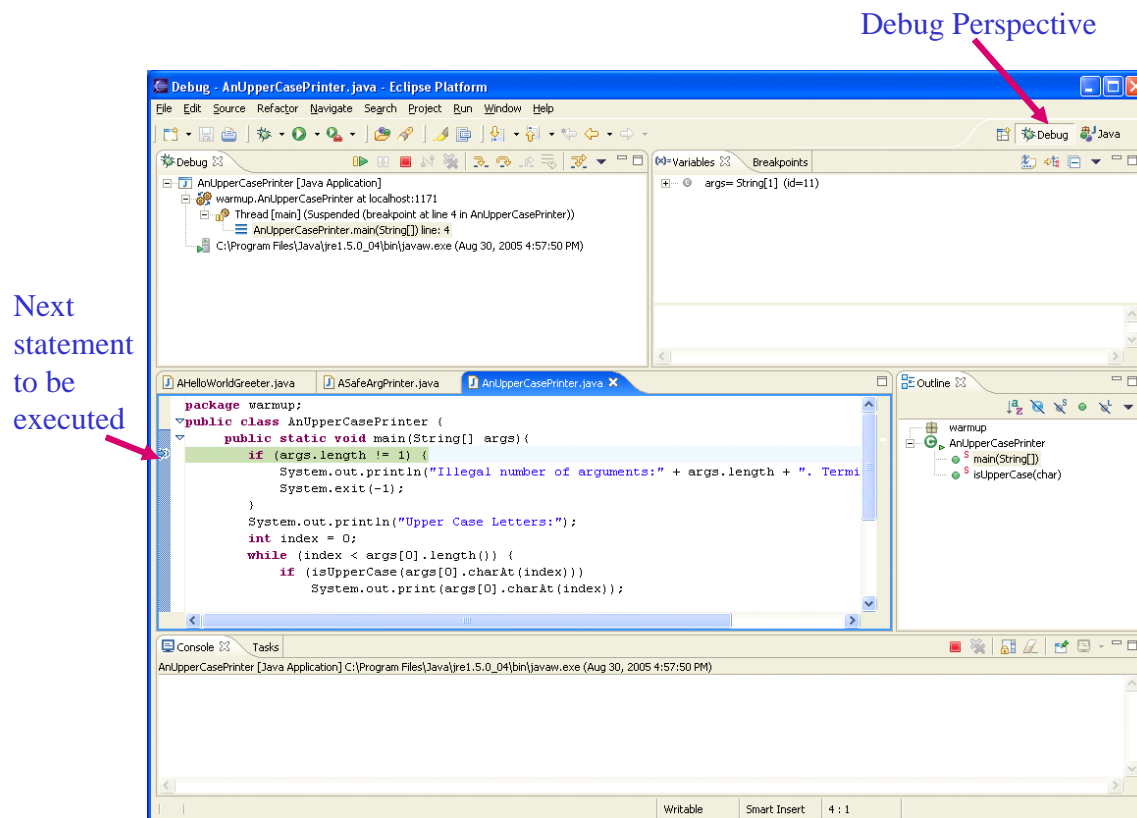 Debug Perspective
Debug - AnUpperCasePrinter.java - Eclipse Platform
File Edit Source Refactor Navigate Search Project Run Window Help
Debug Java
Debug
AnUpperCasePrinter [Java Application]
warmup.AnUpperCasePrinter at localhost:1171
Thread [main] (Suspended (breakpoint at line 4 in AnUpperCasePrinter))
AnUpperCasePrinter.main(String[]) line: 4
C:\Program Files\Java\jre1.5.0_04\bin\javaw.exe (Aug 30, 2005 4:57:50 PM)
(x)=Variables Breakpoints
args= String[1] (id=11)
Next
statement
to be
executed
AHelloWorldGreeter.java ASafeArgPrinter.java AnUpperCasePrinter.java
package warmup;
public class AnUpperCasePrinter {
public static void main(String[] args){
if (args.length != 1) {
System.out.println("Illegal number of arguments:" + args.length + ". Termi
System.exit(-1);
}
System.out.println("Upper Case Letters:");
int index = 0;
while (index < args[0].length()) {
if (isUpperCase(args[0].charAt(index)))
System.out.print(args[0].charAt(index));
Outline
warmup
AnUpperCasePrinter
main(String[])
isUpperCase(char)
Console Tasks
AnUpperCasePrinter [Java Application] C:\Program Files\Java\jre1.5.0_04\bin\javaw.exe (Aug 30, 2005 4:57:50 PM)
Writable Smart Insert 4 : 1